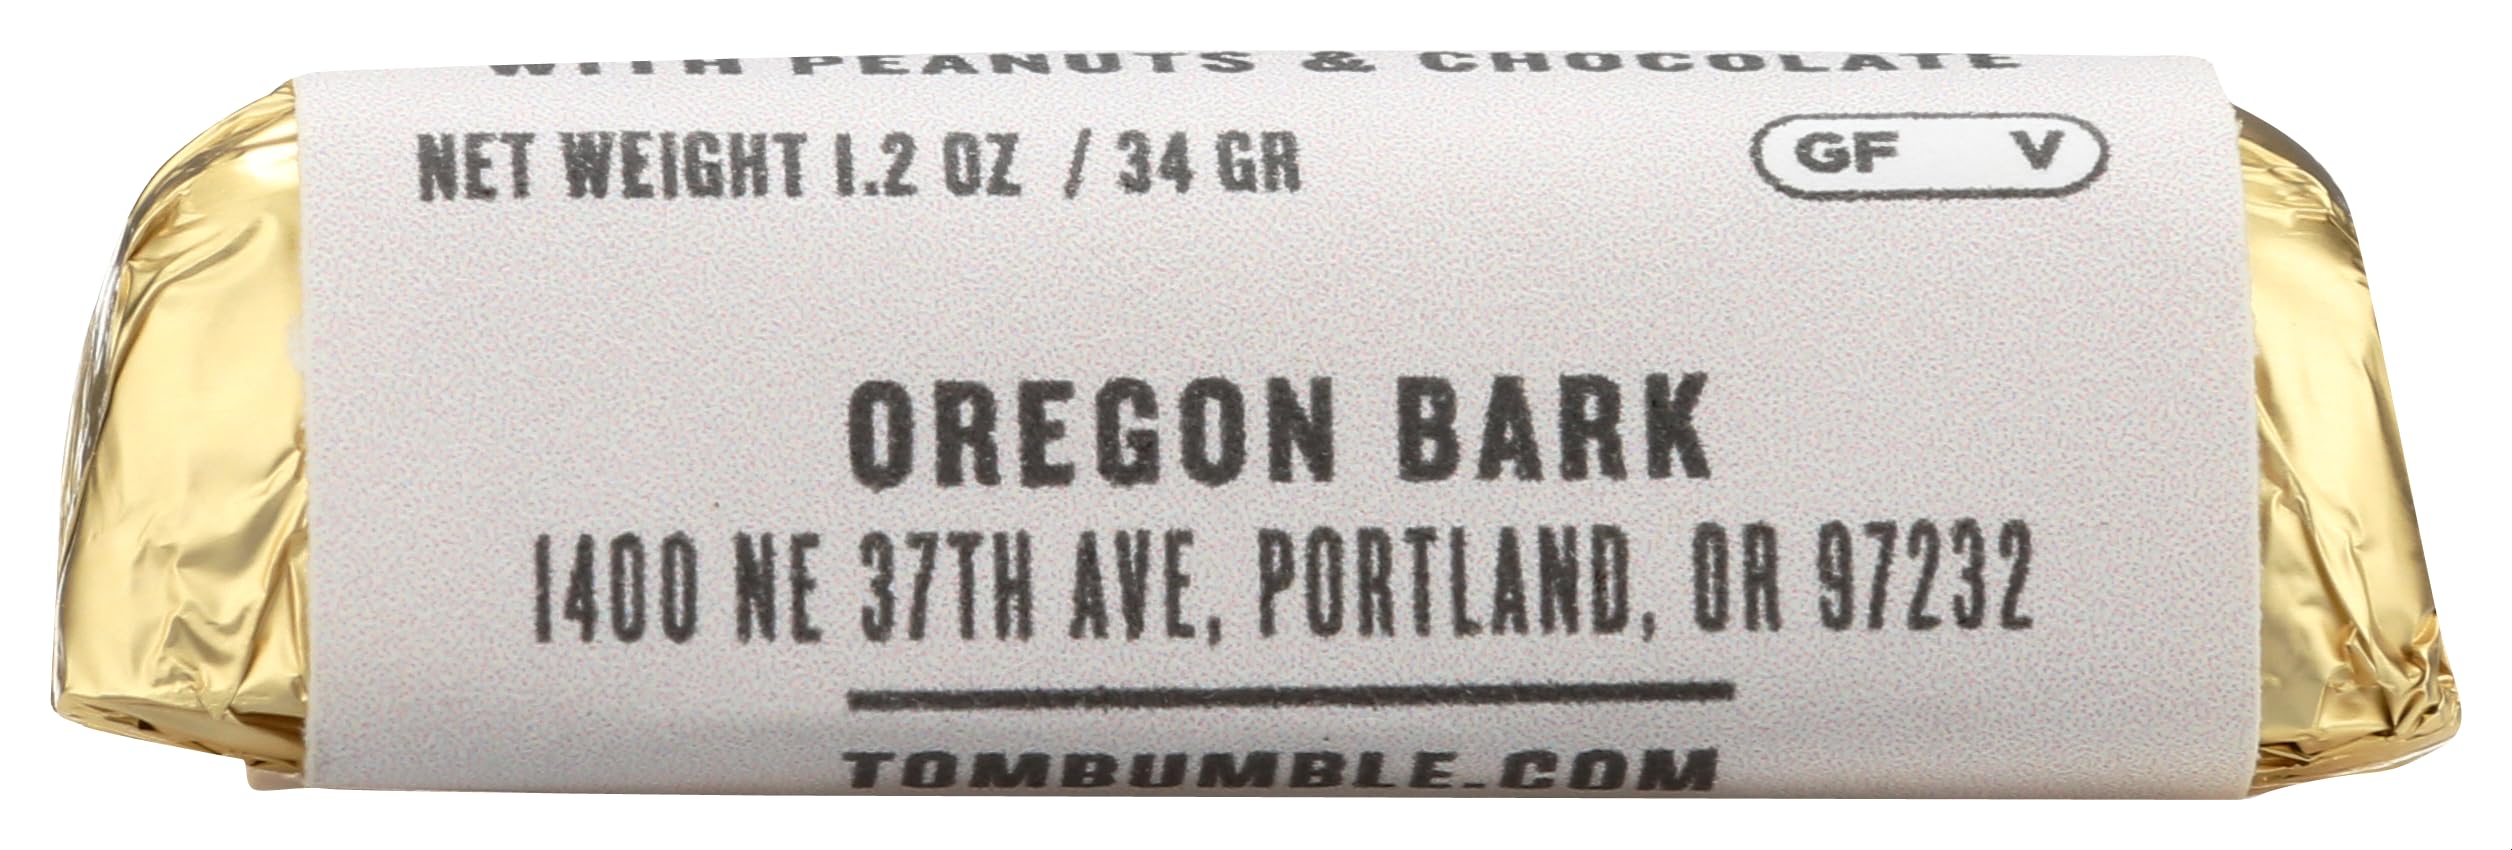 WITH PEANUTS & CHOCOLATE
NET WEIGHT 1.2 OZ / 34 GR
GF V
OREGON BARK
1400 NE 37TH AVE, PORTLAND, OR 97232
TOMBUMBLE.COM